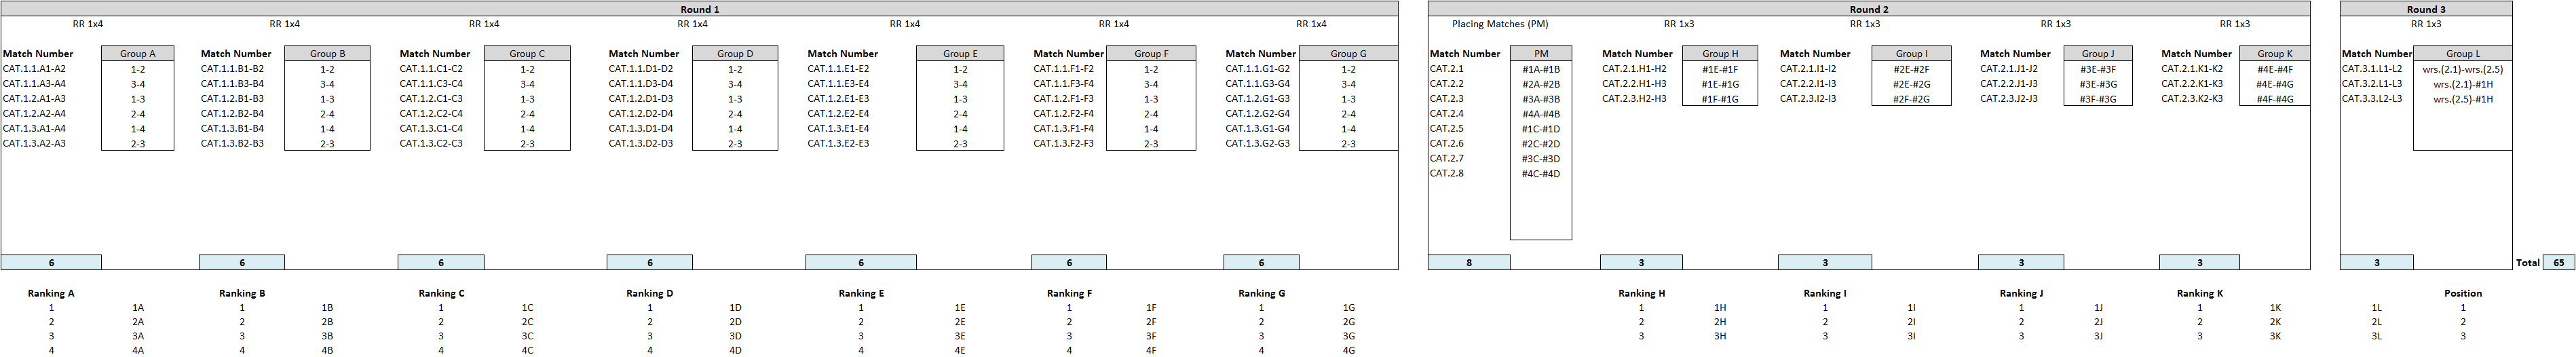 Round 1 Round 2 Round 3
RR 1x4 RR 1x4 RR 1x4 RR 1x4 RR 1x4 RR 1x4 RR 1x4 Placing Matches (PM) RR 1x3 RR 1x3 RR 1x3 RR 1x3 RR 1x3
Match Number Group A Match Number Group B Match Number Group C Match Number Group D Match Number Group E Match Number Group F Match Number Group G Match Number PM Match Number Group H Match Number Group I Match Number Group J Match Number Group K Match Number Group L
CAT.1.1.A1-A2 1-2 CAT.1.1.B1-B2 1-2 CAT.1.1.C1-C2 1-2 CAT.1.1.D1-D2 1-2 CAT.1.1.E1-E2 1-2 CAT.1.1.F1-F2 1-2 CAT.1.1.G1-G2 1-2 CAT.2.1 #1A-#1B CAT.2.1.H1-H2 #1E-#1F CAT.2.1.I1-I2 #2E-#2F CAT.2.1.J1-J2 #3E-#3F CAT.2.1.K1-K2 #4E-#4F CAT.3.1.L1-L2 wrs.(2.1)-wrs.(2.5)
CAT.1.1.A3-A4 3-4 CAT.1.1.B3-B4 3-4 CAT.1.1.C3-C4 3-4 CAT.1.1.D3-D4 3-4 CAT.1.1.E3-E4 3-4 CAT.1.1.F3-F4 3-4 CAT.1.1.G3-G4 3-4 CAT.2.2 #2A-#2B CAT.2.2.H1-H3 #1E-#1G CAT.2.2.I1-I3 #2E-#2G CAT.2.2.J1-J3 #3E-#3G CAT.2.2.K1-K3 #4E-#4G CAT.3.2.L1-L3 wrs.(2.1)-#1H
CAT.1.2.A1-A3 1-3 CAT.1.2.B1-B3 1-3 CAT.1.2.C1-C3 1-3 CAT.1.2.D1-D3 1-3 CAT.1.2.E1-E3 1-3 CAT.1.2.F1-F3 1-3 CAT.1.2.G1-G3 1-3 CAT.2.3 #3A-#3B CAT.2.3.H2-H3 #1F-#1G CAT.2.3.I2-I3 #2F-#2G CAT.2.3.J2-J3 #3F-#3G CAT.2.3.K2-K3 #4F-#4G CAT.3.3.L2-L3 wrs.(2.5)-#1H
CAT.1.2.A2-A4 2-4 CAT.1.2.B2-B4 2-4 CAT.1.2.C2-C4 2-4 CAT.1.2.D2-D4 2-4 CAT.1.2.E2-E4 2-4 CAT.1.2.F2-F4 2-4 CAT.1.2.G2-G4 2-4 CAT.2.4 #4A-#4B
CAT.1.3.A1-A4 1-4 CAT.1.3.B1-B4 1-4 CAT.1.3.C1-C4 1-4 CAT.1.3.D1-D4 1-4 CAT.1.3.E1-E4 1-4 CAT.1.3.F1-F4 1-4 CAT.1.3.G1-G4 1-4 CAT.2.5 #1C-#1D
CAT.1.3.A2-A3 2-3 CAT.1.3.B2-B3 2-3 CAT.1.3.C2-C3 2-3 CAT.1.3.D2-D3 2-3 CAT.1.3.E2-E3 2-3 CAT.1.3.F2-F3 2-3 CAT.1.3.G2-G3 2-3 CAT.2.6 #2C-#2D
CAT.2.7 #3C-#3D
CAT.2.8 #4C-#4D
6 6 6 6 6 6 6 8 3 3 3 3 3 Total 65
Ranking A Ranking B Ranking C Ranking D Ranking E Ranking F Ranking G Ranking H Ranking I Ranking J Ranking K Position
1 1A 1 1B 1 1C 1 1D 1 1E 1 1F 1 1G 1 1H 1 1I 1 1J 1 1K 1L 1
2 2A 2 2B 2 2C 2 2D 2 2E 2 2F 2 2G 2 2H 2 2I 2 2J 2 2K 2L 2
3 3A 3 3B 3 3C 3 3D 3 3E 3 3F 3 3G 3 3H 3 3I 3 3J 3 3K 3L 3
4 4A 4 4B 4 4C 4 4D 4 4E 4 4F 4 4G